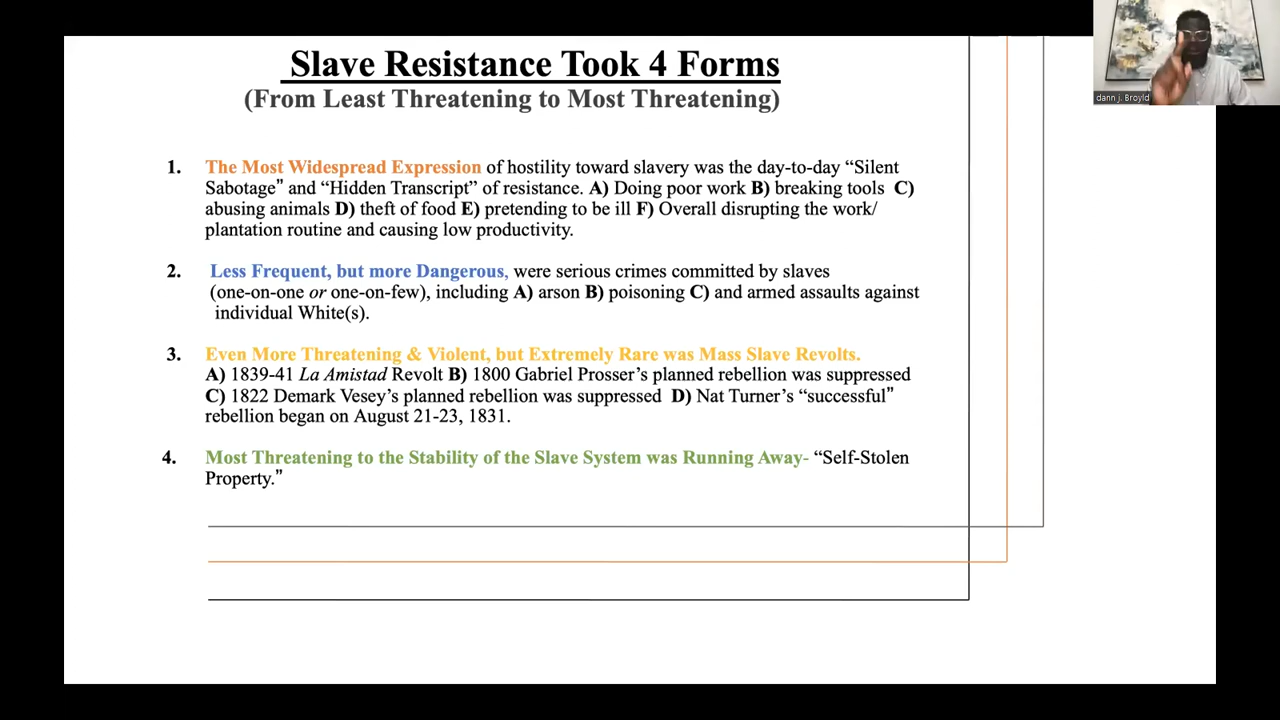 Slave Resistance Took 4 Forms
(From Least Threatening to Most Threatening)
dann j. Broyld
1. The Most Widespread Expression of hostility toward slavery was the day-to-day “Silent
Sabotage” and “Hidden Transcript” of resistance. A) Doing poor work B) breaking tools C)
abusing animals D) theft of food E) pretending to be ill F) Overall disrupting the work/
plantation routine and causing low productivity.
2. Less Frequent, but more Dangerous, were serious crimes committed by slaves
(one-on-one or one-on-few), including A) arson B) poisoning C) and armed assaults against
individual White(s).
3. Even More Threatening & Violent, but Extremely Rare was Mass Slave Revolts.
A) 1839-41 La Amistad Revolt B) 1800 Gabriel Prosser’s planned rebellion was suppressed
C) 1822 Demark Vesey’s planned rebellion was suppressed D) Nat Turner’s “successful”
rebellion began on August 21-23, 1831.
4. Most Threatening to the Stability of the Slave System was Running Away- “Self-Stolen
Property.”